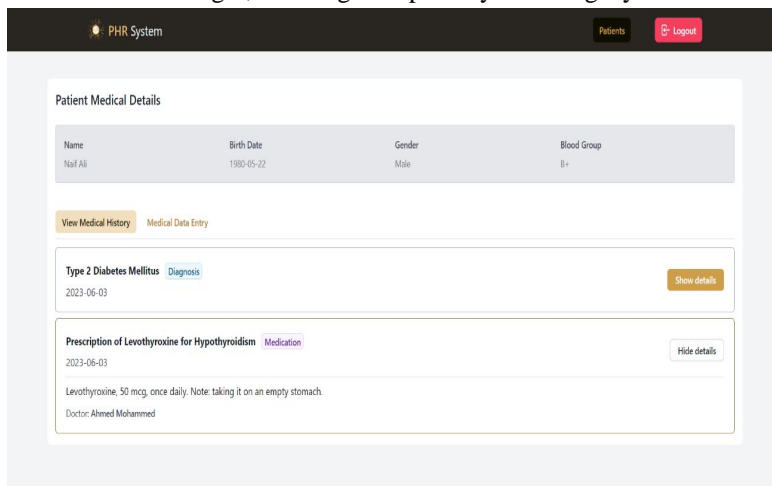 PHR System Patients Logout
Patient Medical Details
Name Birth Date Gender Blood Group
Naif Ali 1980-05-22 Male B+
View Medical History Medical Data Entry
Type 2 Diabetes Mellitus Diagnosis
Show details
2023-06-03
Prescription of Levothyroxine for Hypothyroidism Medication
Hide details
2023-06-03
Levothyroxine, 50 mcg, once daily. Note: taking it on an empty stomach.
Doctor: Ahmed Mohammed